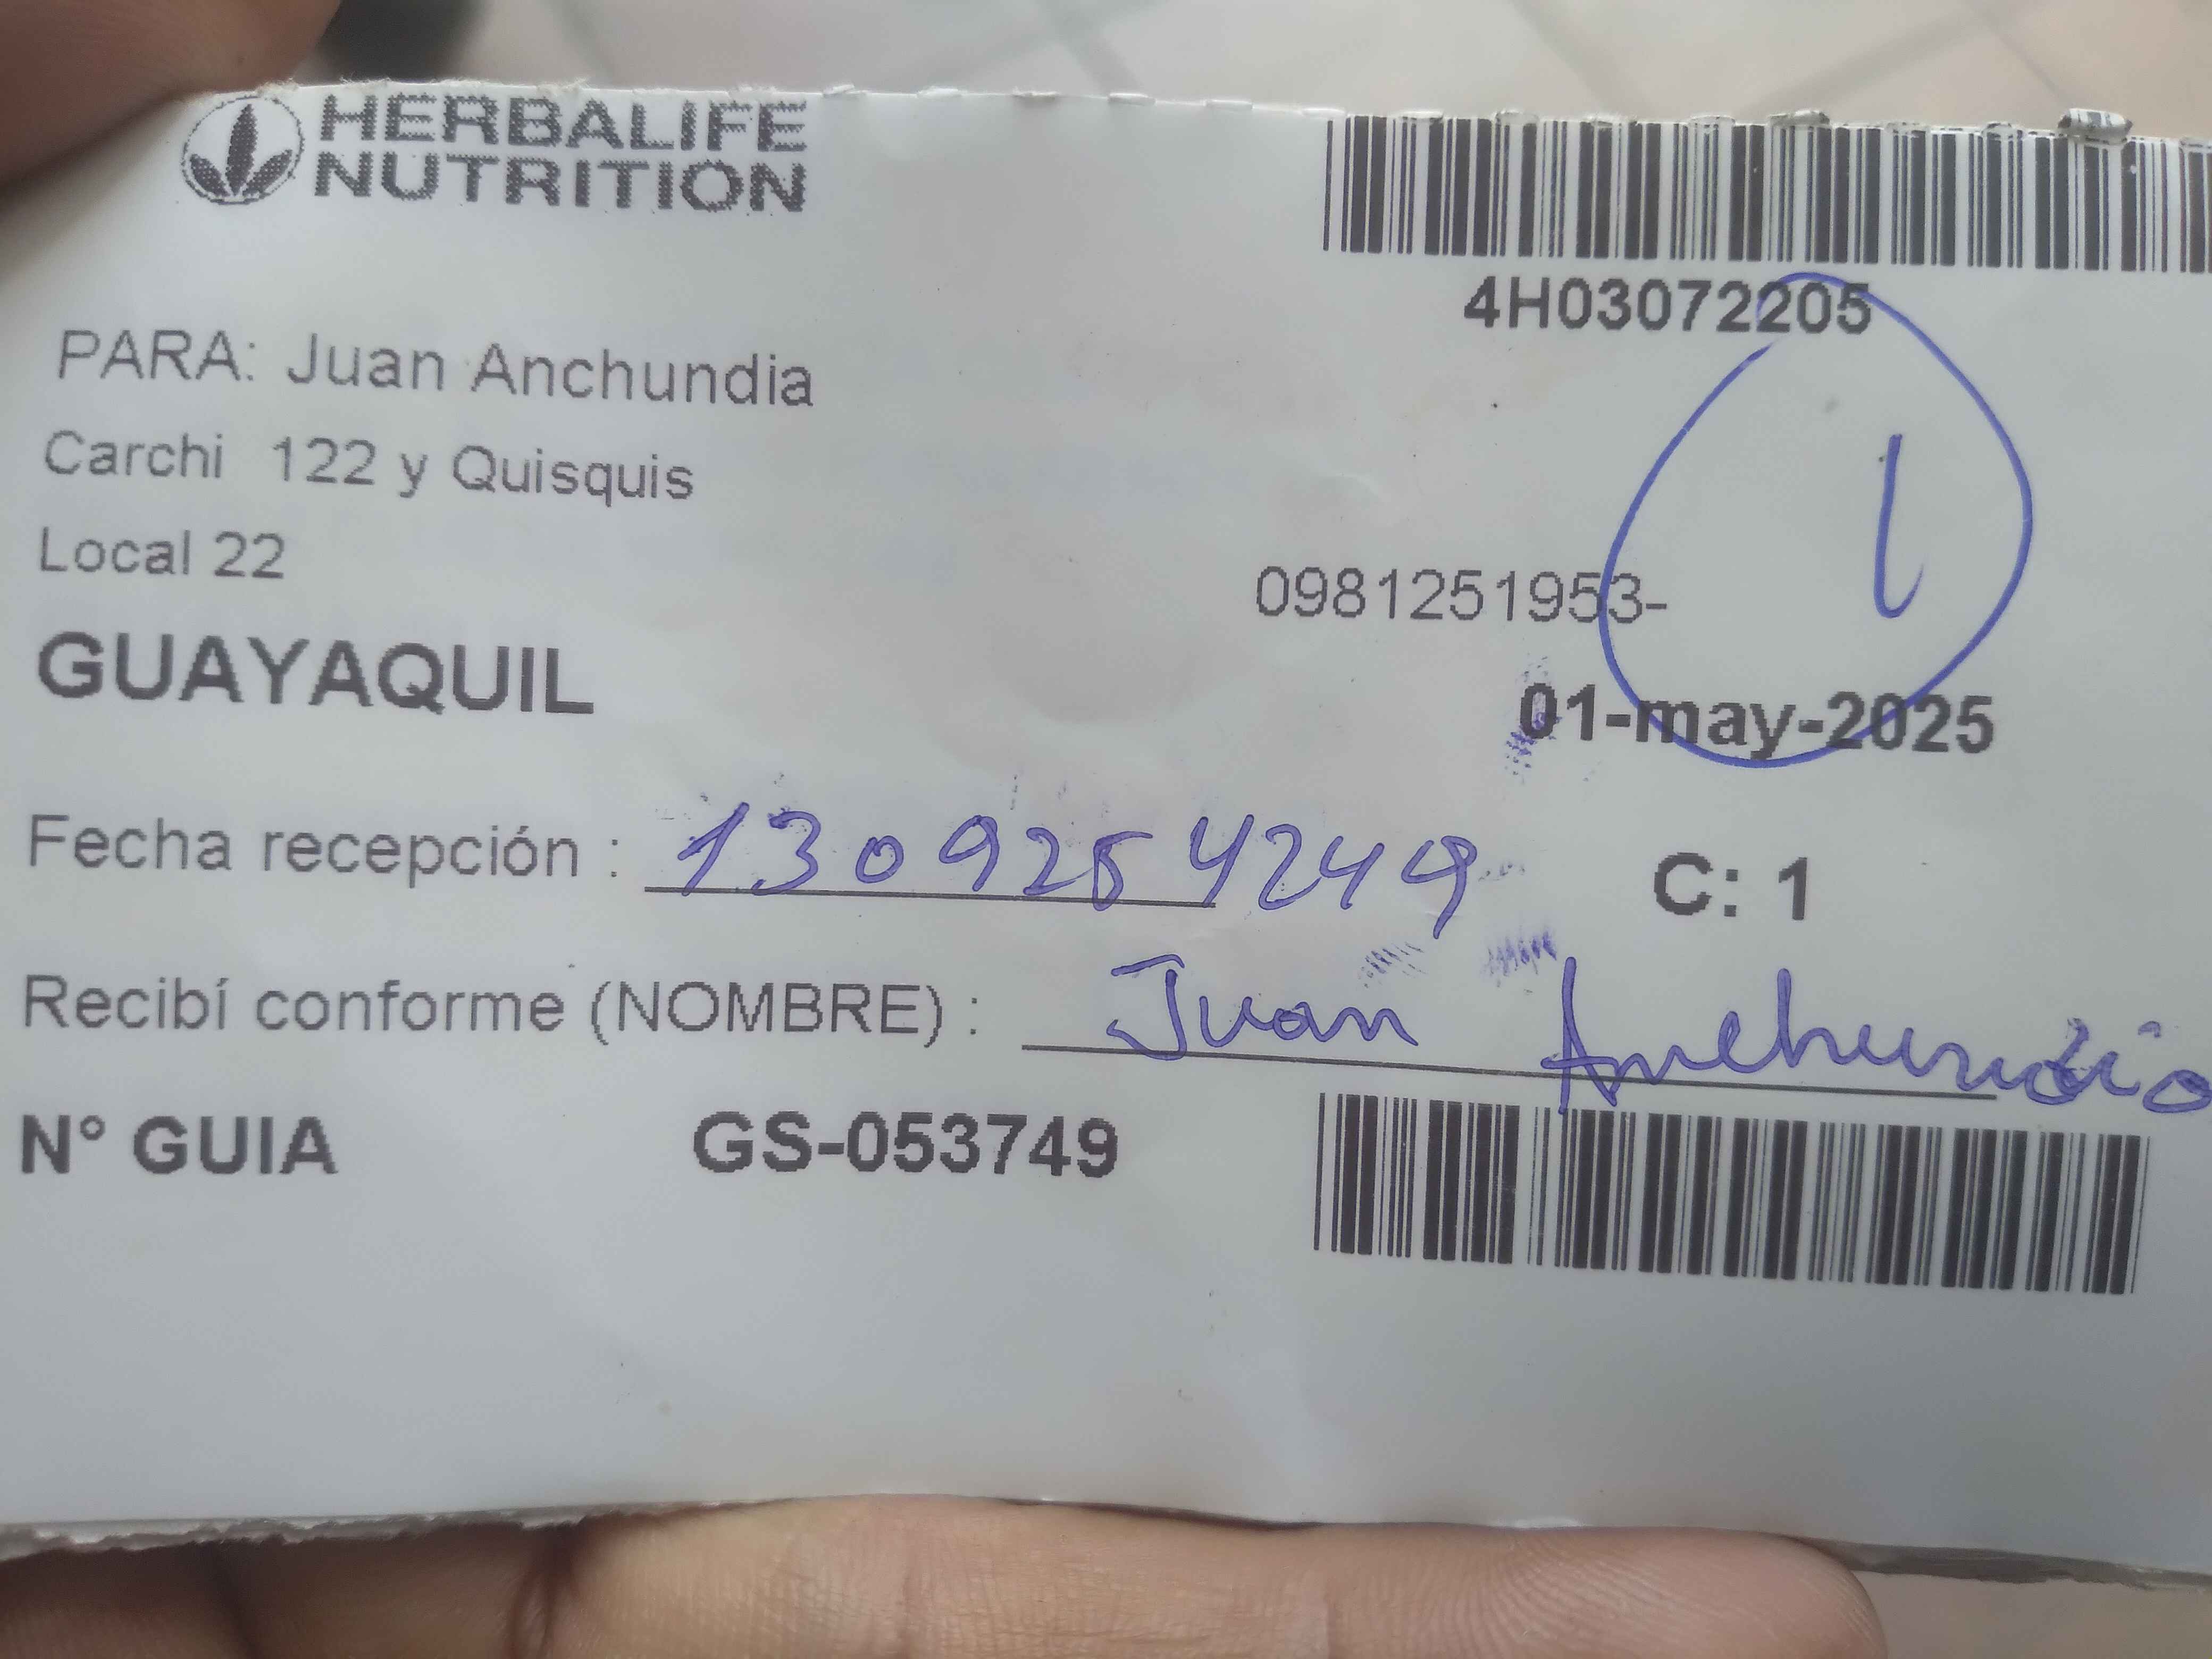 HERBALIFE
NUTRITION
4H03072205
PARA: Juan Anchundia
Carchi 122 y Quisquis
Local 22
1
0981251953-
GUAYAQUIL
01-may-2025
Fecha recepción : 1309254249
C: 1
Recibí conforme (NOMBRE) : Juan Anchundia
N° GUIA GS-053749